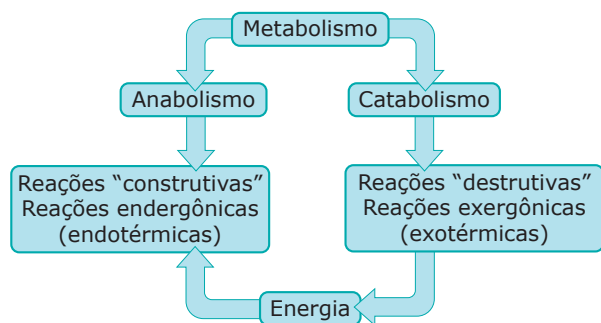 Metabolismo
Anabolismo
Catabolismo
Reações “construtivas”
Reações endergônicas
(endotérmicas)
Reações “destrutivas”
Reações exergônicas
(exotérmicas)
Energia